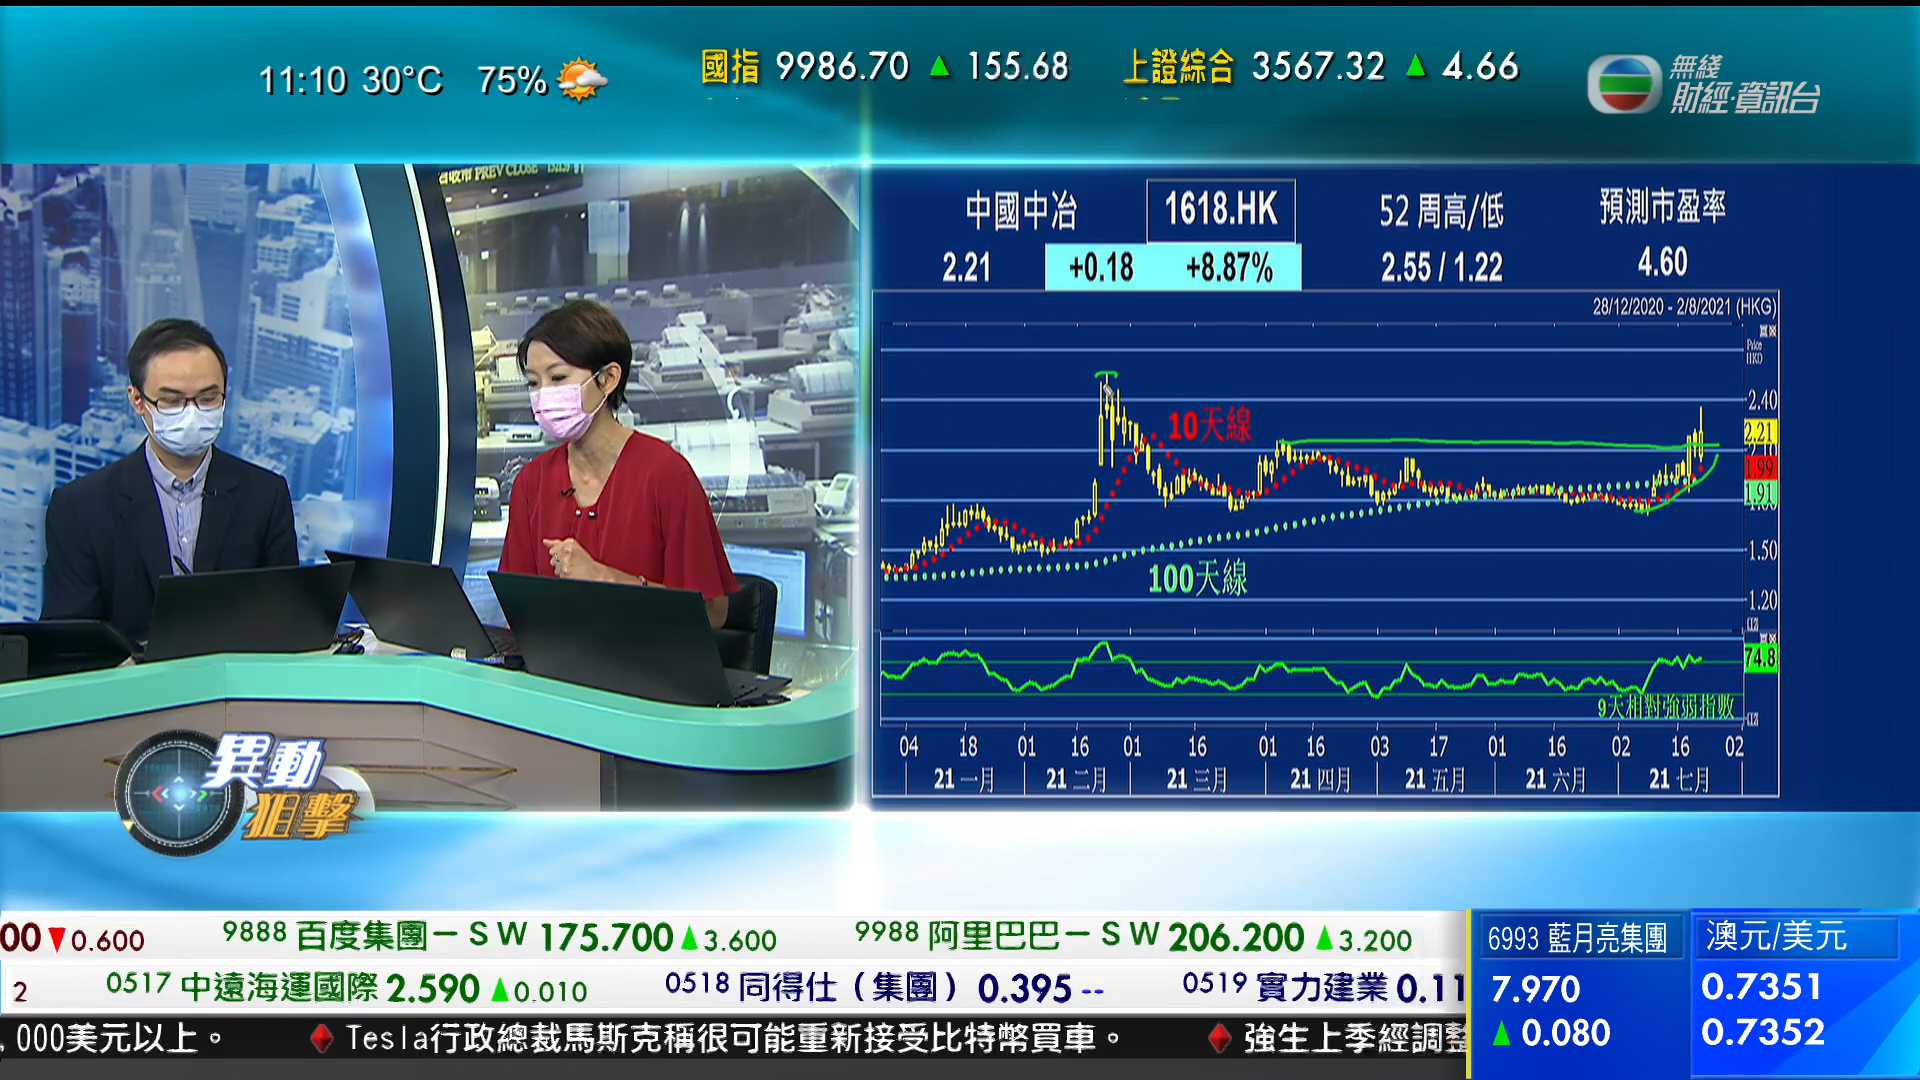 11:10 30°C 75%
國指 9986.70 ▲ 155.68 上證綜合 3567.32 ▲ 4.66
無綫
財經·資訊台
PREV CLOSE
中國中冶 1618.HK 52 周高/低 預測市盈率
2.21 +0.18 +8.87% 2.55 / 1.22 4.60
28/12/2020 - 2/8/2021 (HKG)
Price
HKD
2.40
10天線
2.21
1.99
1.91
1.50
100天線
1.20
74.8
9天相對強弱指數
04 18 01 16 01 16 01 16 03 17 01 16 02 16 02
21 一月 21 二月 21 三月 21 四月 21 五月 21 六月 21 七月
異動
狙擊
00 ▼ 0.600 9888 百度集團－ＳＷ 175.700 ▲ 3.600 9988 阿里巴巴－ＳＷ 206.200 ▲ 3.200
2 0517 中遠海運國際 2.590 ▲ 0.010 0518 同得仕（集團） 0.395 -- 0519 實力建業 0.11
,000美元以上。 ◆ Tesla行政總裁馬斯克稱很可能重新接受比特幣買車。 ◆ 強生上季經調整
6993 藍月亮集團
7.970
▲ 0.080
澳元/美元
0.7351
0.7352